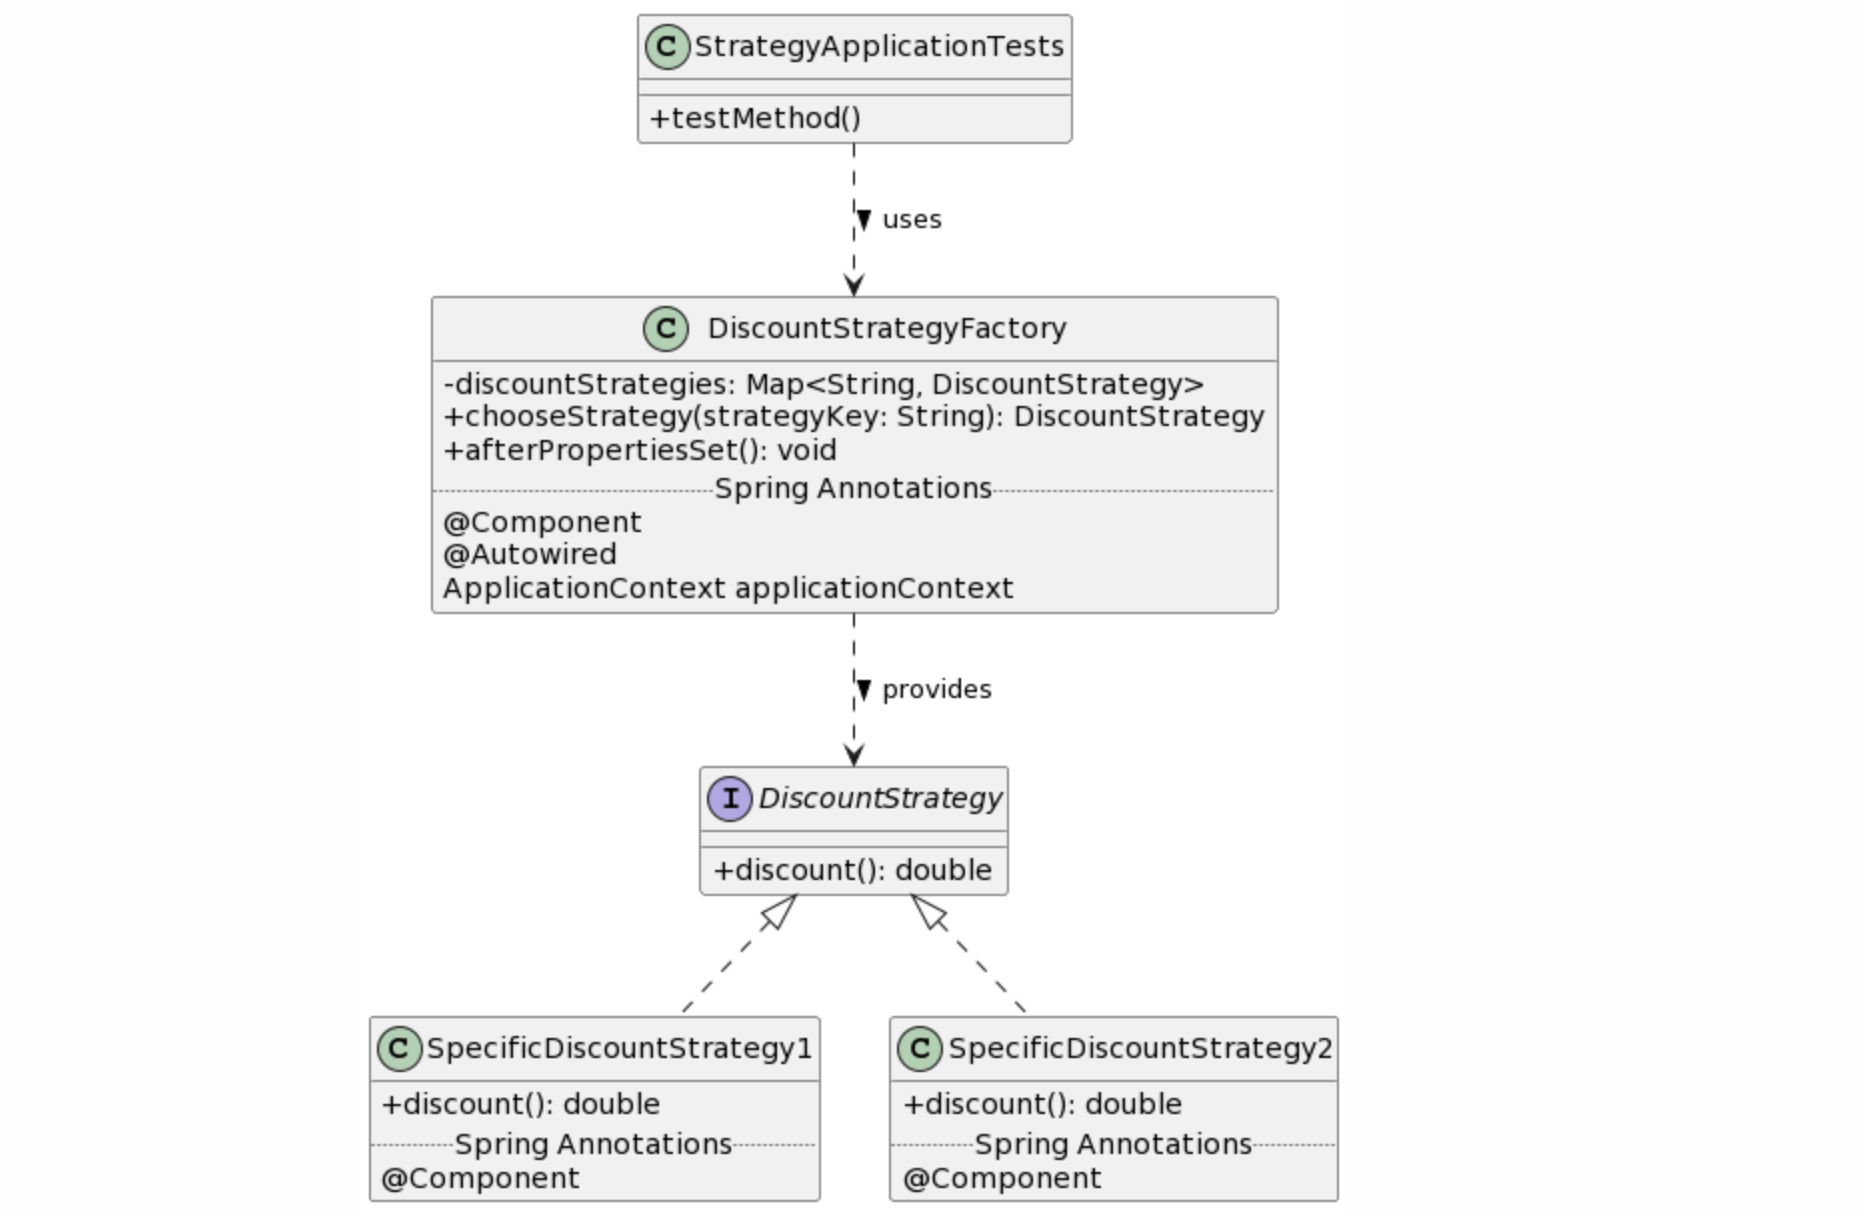 C StrategyApplicationTests
+testMethod()
uses
C DiscountStrategyFactory
-discountStrategies: Map<String, DiscountStrategy>
+chooseStrategy(strategyKey: String): DiscountStrategy
+afterPropertiesSet(): void
Spring Annotations
@Component
@Autowired
ApplicationContext applicationContext
provides
I DiscountStrategy
+discount(): double
C SpecificDiscountStrategy1
+discount(): double
Spring Annotations
@Component
C SpecificDiscountStrategy2
+discount(): double
Spring Annotations
@Component